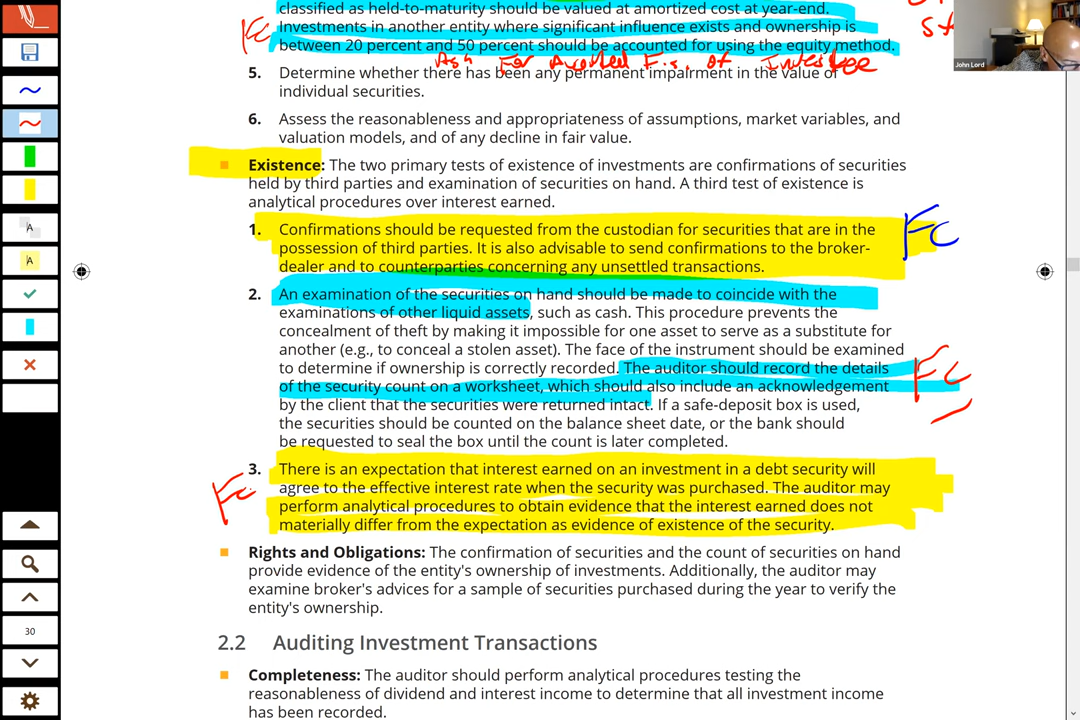 classified as held-to-maturity should be valued at amortized cost at year-end.
Investments in another entity where significant influence exists and ownership is
between 20 percent and 50 percent should be accounted for using the equity method.
Fc
St
Ask For Audited F.s. of Investee
John Lord
5. Determine whether there has been any permanent impairment in the value of
individual securities.
6. Assess the reasonableness and appropriateness of assumptions, market variables, and
valuation models, and of any decline in fair value.
Existence: The two primary tests of existence of investments are confirmations of securities
held by third parties and examination of securities on hand. A third test of existence is
analytical procedures over interest earned.
1. Confirmations should be requested from the custodian for securities that are in the
possession of third parties. It is also advisable to send confirmations to the broker-
dealer and to counterparties concerning any unsettled transactions.
Fc
2. An examination of the securities on hand should be made to coincide with the
examinations of other liquid assets, such as cash. This procedure prevents the
concealment of theft by making it impossible for one asset to serve as a substitute for
another (e.g., to conceal a stolen asset). The face of the instrument should be examined
to determine if ownership is correctly recorded. The auditor should record the details
of the security count on a worksheet, which should also include an acknowledgement
by the client that the securities were returned intact. If a safe-deposit box is used,
the securities should be counted on the balance sheet date, or the bank should
be requested to seal the box until the count is later completed.
Fc
3. There is an expectation that interest earned on an investment in a debt security will
agree to the effective interest rate when the security was purchased. The auditor may
perform analytical procedures to obtain evidence that the interest earned does not
materially differ from the expectation as evidence of existence of the security.
Fc
Rights and Obligations: The confirmation of securities and the count of securities on hand
provide evidence of the entity's ownership of investments. Additionally, the auditor may
examine broker's advices for a sample of securities purchased during the year to verify the
entity's ownership.
2.2 Auditing Investment Transactions
Completeness: The auditor should perform analytical procedures testing the
reasonableness of dividend and interest income to determine that all investment income
has been recorded.
A
A
30